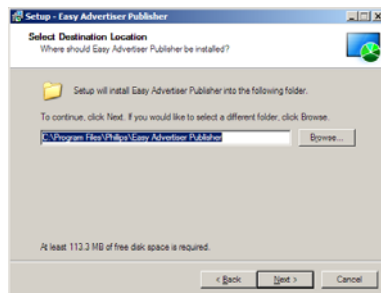 Setup - Easy Advertiser Publisher
Select Destination Location
Where should Easy Advertiser Publisher be installed?
Setup will install Easy Advertiser Publisher into the following folder.
To continue, click Next. If you would like to select a different folder, click Browse.
C:\Program Files\Philips\Easy Advertiser Publisher
Browse...
At least 113.3 MB of free disk space is required.
< Back Next > Cancel